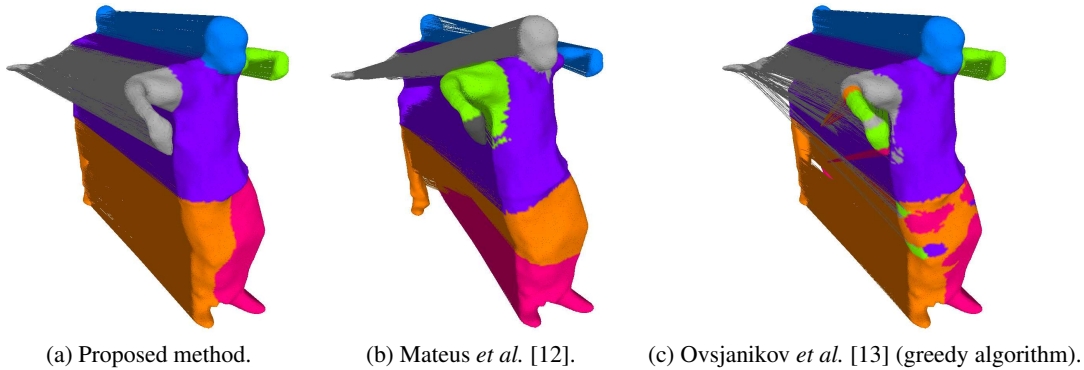 (a) Proposed method.
(b) Mateus et al. [12].
(c) Ovsjanikov et al. [13] (greedy algorithm).